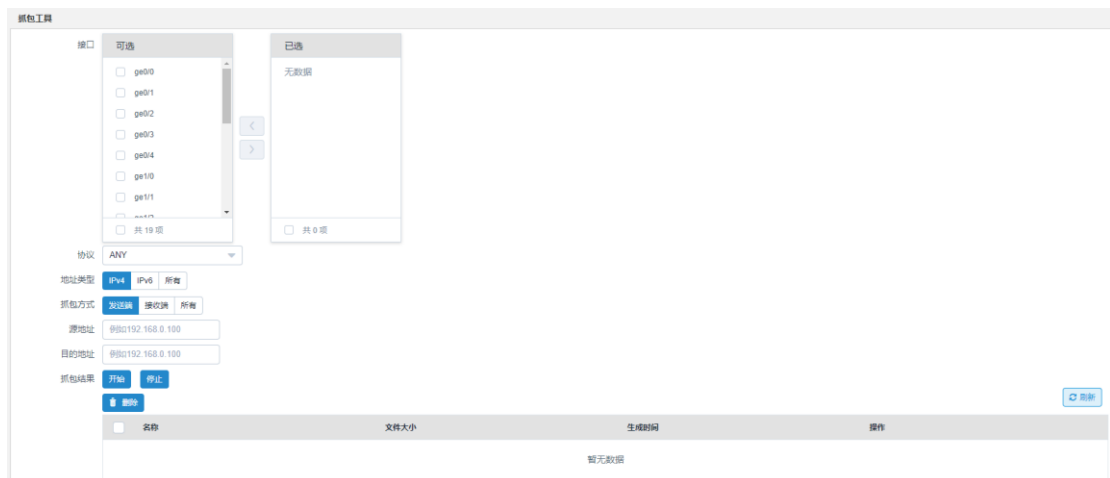 抓包工具
接口
可选
已选
ge0/0
无数据
ge0/1
ge0/2
ge0/3
ge0/4
ge1/0
ge1/1
共 19 项
共 0 项
协议 ANY
地址类型 IPv4 IPv6 所有
抓包方式 发送端 接收端 所有
源地址 例如192.168.0.100
目的地址 例如192.168.0.100
抓包结果 开始 停止
删除 刷新
名称 文件大小 生成时间 操作
暂无数据